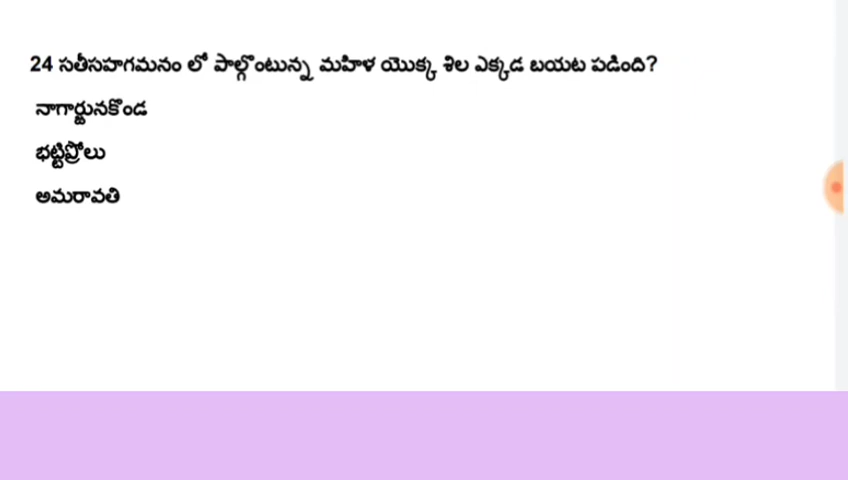 24 సతీసహగమనం లో పాల్గొంటున్న మహిళ యొక్క శిల ఎక్కడ బయట పడింది?
నాగార్జునకొండ
భట్టిప్రోలు
అమరావతి